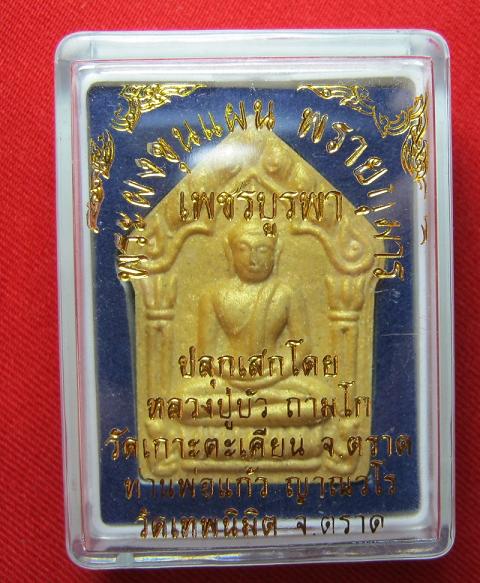 พระผงขุนแผน พรายกุมาร
เพชรบูรพา
ปลุกเสกโดย
หลวงปู่บัว ถามโก
วัดเกาะตะเคียน จ.ตราด
ท่านพ่อแก้ว ญาณวโร
วัดเทพนิมิต จ.ตราด